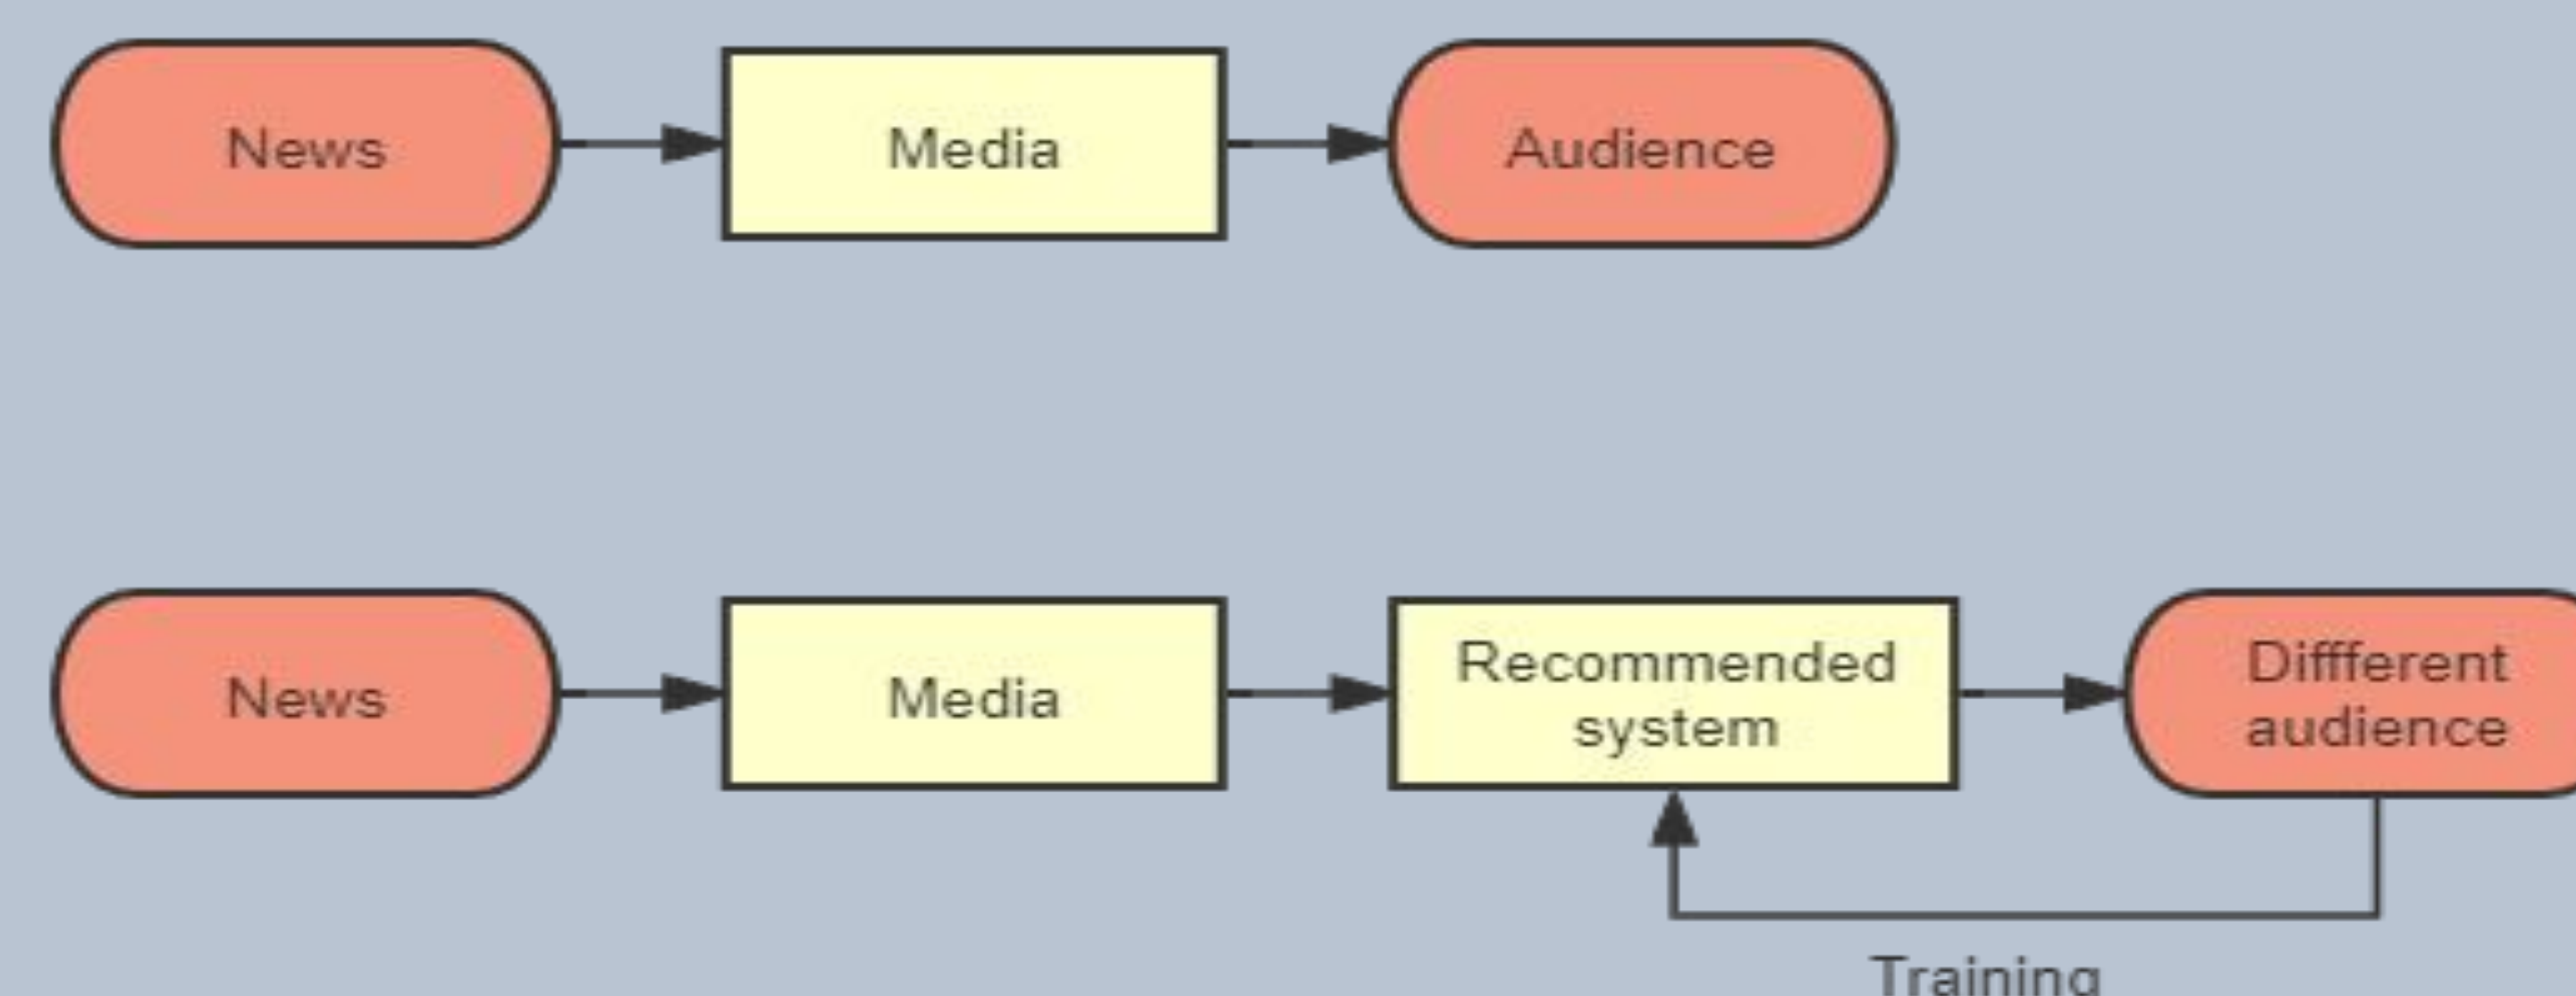 News
Media
Audience
News
Media
Recommended
system
Diffferent
audience
Training